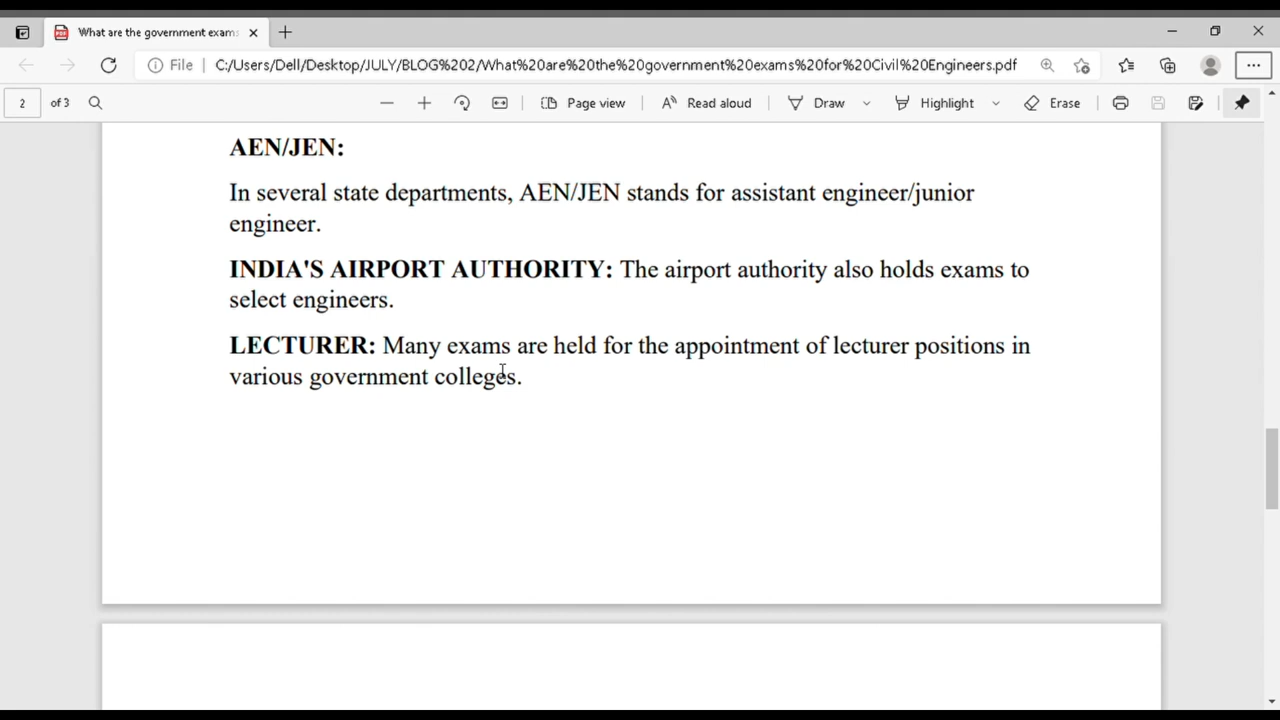 What are the government exams
File
C:/Users/Dell/Desktop/JULY/BLOG%202/What%20are%20the%20government%20exams%20for%20Civil%20Engineers.pdf
2 of 3
Page view
Read aloud
Draw
Highlight
Erase
AEN/JEN:
In several state departments, AEN/JEN stands for assistant engineer/junior
engineer.
INDIA'S AIRPORT AUTHORITY: The airport authority also holds exams to
select engineers.
LECTURER: Many exams are held for the appointment of lecturer positions in
various government colleges.